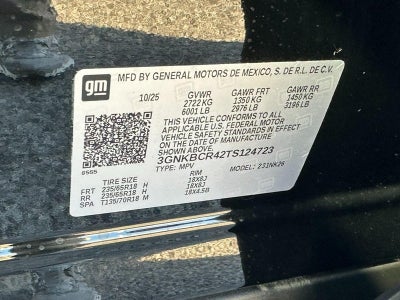 gm
MFD BY GENERAL MOTORS DE MEXICO, S. DE R.L. DE C.V.
10/25 GVWR GAWR FRT GAWR RR
2722 KG 1350 KG 1450 KG
6001 LB 2976 LB 3196 LB
THIS VEHICLE CONFORMS TO ALL
APPLICABLE U.S. FEDERAL MOTOR
VEHICLE SAFETY STANDARDS IN EFFECT
ON THE DATE OF MANUFACTURE SHOWN ABOVE
3GNKBCR42TS124723
TYPE: MPV MODEL: 231NK26
TIRE SIZE RIM
FRT 235/65R18 H 18X8J
RR 235/65R18 H 18X8J
SPA T135/70R18 M 18X4.5B